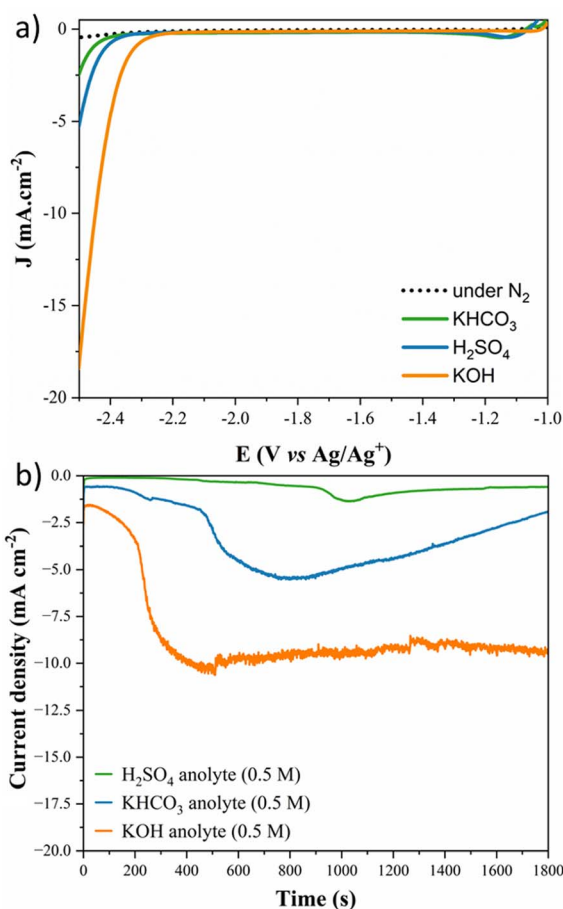 a)
0
-5
-10
-15
-20
J (mA.cm⁻²)
under N₂
KHCO₃
H₂SO₄
KOH
-2.4 -2.2 -2.0 -1.8 -1.6 -1.4 -1.2 -1.0
E (V vs Ag/Ag⁺)
b)
0.0
-2.5
-5.0
-7.5
-10.0
-12.5
-15.0
-17.5
-20.0
Current density (mA cm⁻²)
H₂SO₄ anolyte (0.5 M)
KHCO₃ anolyte (0.5 M)
KOH anolyte (0.5 M)
0 200 400 600 800 1000 1200 1400 1600 1800
Time (s)